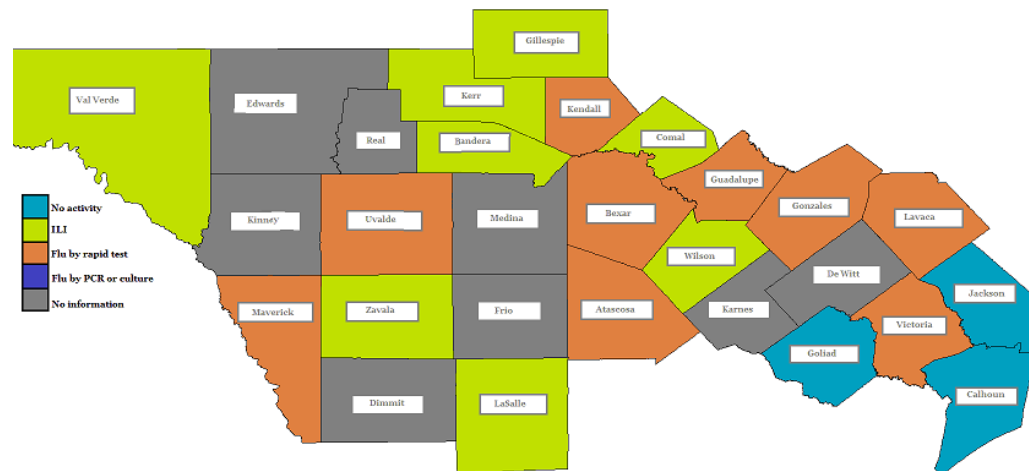 Gillespie
Val Verde
Edwards
Kerr
Kendall
Real
Bandera
Comal
Guadalupe
Kinney
Uvalde
Medina
Bexar
Gonzales
Lavaca
No activity
ILI
Flu by rapid test
Flu by PCR or culture
No information
Wilson
De Witt
Jackson
Maverick
Zavala
Frio
Atascosa
Karnes
Victoria
Goliad
Calhoun
Dimmit
LaSalle